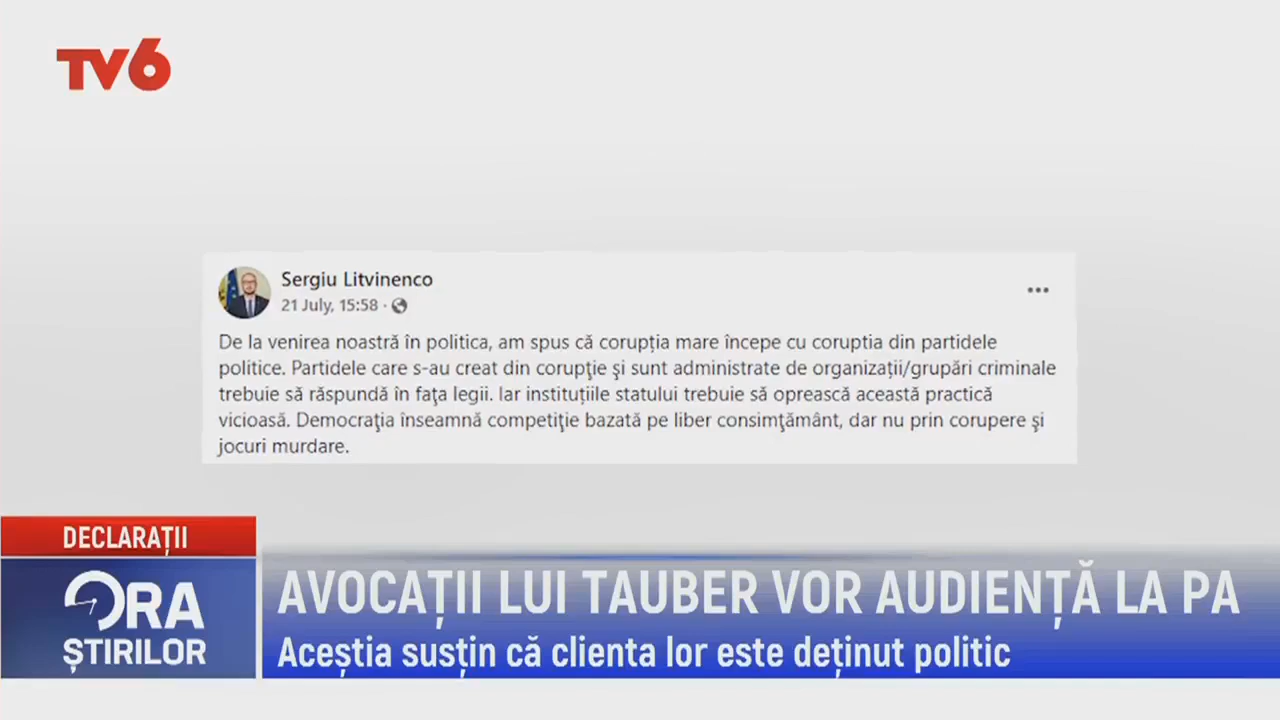 TV6
Sergiu Litvinenco
21 July, 15:58 ·
De la venirea noastră în politica, am spus că corupția mare începe cu coruptia din partidele
politice. Partidele care s-au creat din corupţie şi sunt administrate de organizații/grupări criminale
trebuie să răspundă în faţa legii. Iar instituțiile statului trebuie să oprească această practică
vicioasă. Democraţia înseamnă competiţie bazată pe liber consimţământ, dar nu prin corupere şi
jocuri murdare.
DECLARAȚII
ORA
ȘTIRILOR
AVOCAȚII LUI TAUBER VOR AUDIENȚĂ LA PA
Aceștia susțin că clienta lor este deținut politic